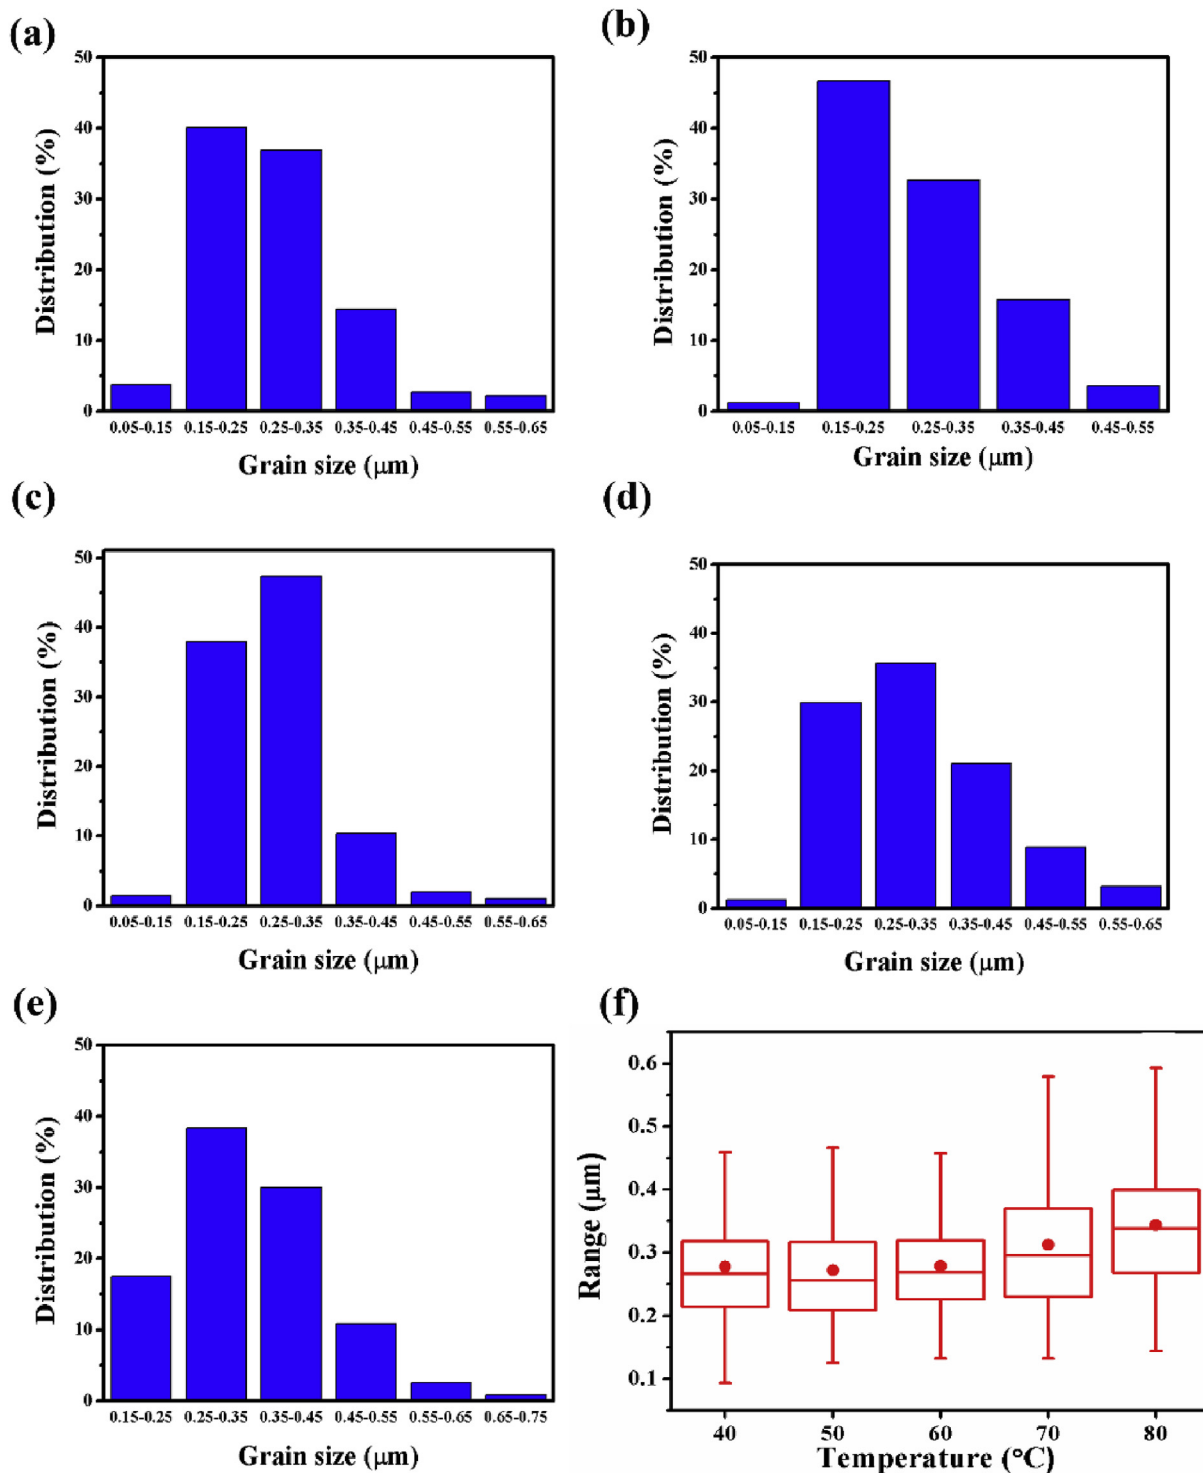 (a)
50
40
30
20
10
0
Distribution (%)
0.05-0.15 0.15-0.25 0.25-0.35 0.35-0.45 0.45-0.55 0.55-0.65
Grain size (μm)
(b)
50
40
30
20
10
0
Distribution (%)
0.05-0.15 0.15-0.25 0.25-0.35 0.35-0.45 0.45-0.55
Grain size (μm)
(c)
50
40
30
20
10
0
Distribution (%)
0.05-0.15 0.15-0.25 0.25-0.35 0.35-0.45 0.45-0.55 0.55-0.65
Grain size (μm)
(d)
50
40
30
20
10
0
Distribution (%)
0.05-0.15 0.15-0.25 0.25-0.35 0.35-0.45 0.45-0.55 0.55-0.65
Grain size (μm)
(e)
50
40
30
20
10
0
Distribution (%)
0.15-0.25 0.25-0.35 0.35-0.45 0.45-0.55 0.55-0.65 0.65-0.75
Grain size (μm)
(f)
0.6
0.5
0.4
0.3
0.2
0.1
Range (μm)
40 50 60 70 80
Temperature (°C)